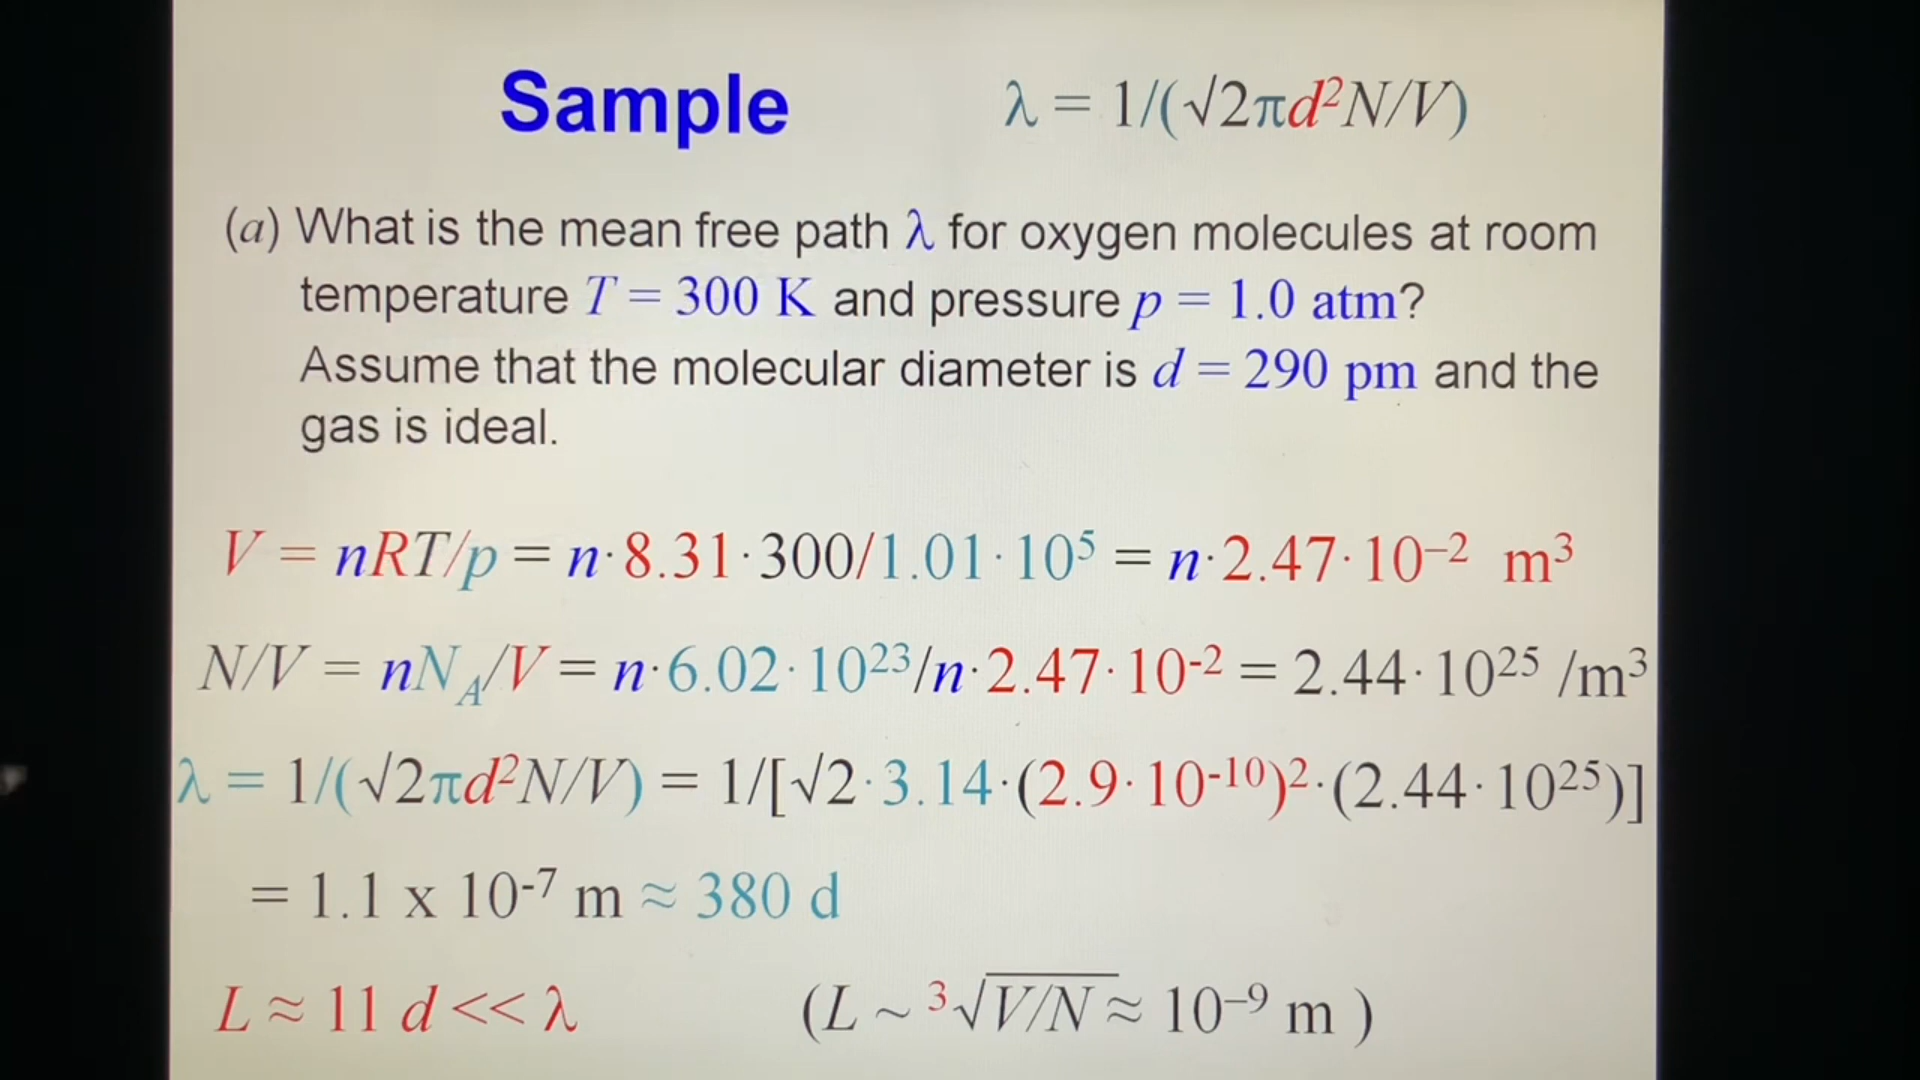 Sample
λ = 1/(√2πd²N/V)
(a) What is the mean free path λ for oxygen molecules at room
temperature T = 300 K and pressure p = 1.0 atm?
Assume that the molecular diameter is d = 290 pm and the
gas is ideal.
V = nRT/p = n·8.31·300/1.01·10⁵ = n·2.47·10⁻² m³
N/V = nN_A/V = n·6.02·10²³/n·2.47·10⁻² = 2.44·10²⁵ /m³
λ = 1/(√2πd²N/V) = 1/[√2·3.14·(2.9·10⁻¹⁰)²·(2.44·10²⁵)]
= 1.1 x 10⁻⁷ m ≈ 380 d
L ≈ 11 d << λ (L ~ ³√V/N ≈ 10⁻⁹ m )